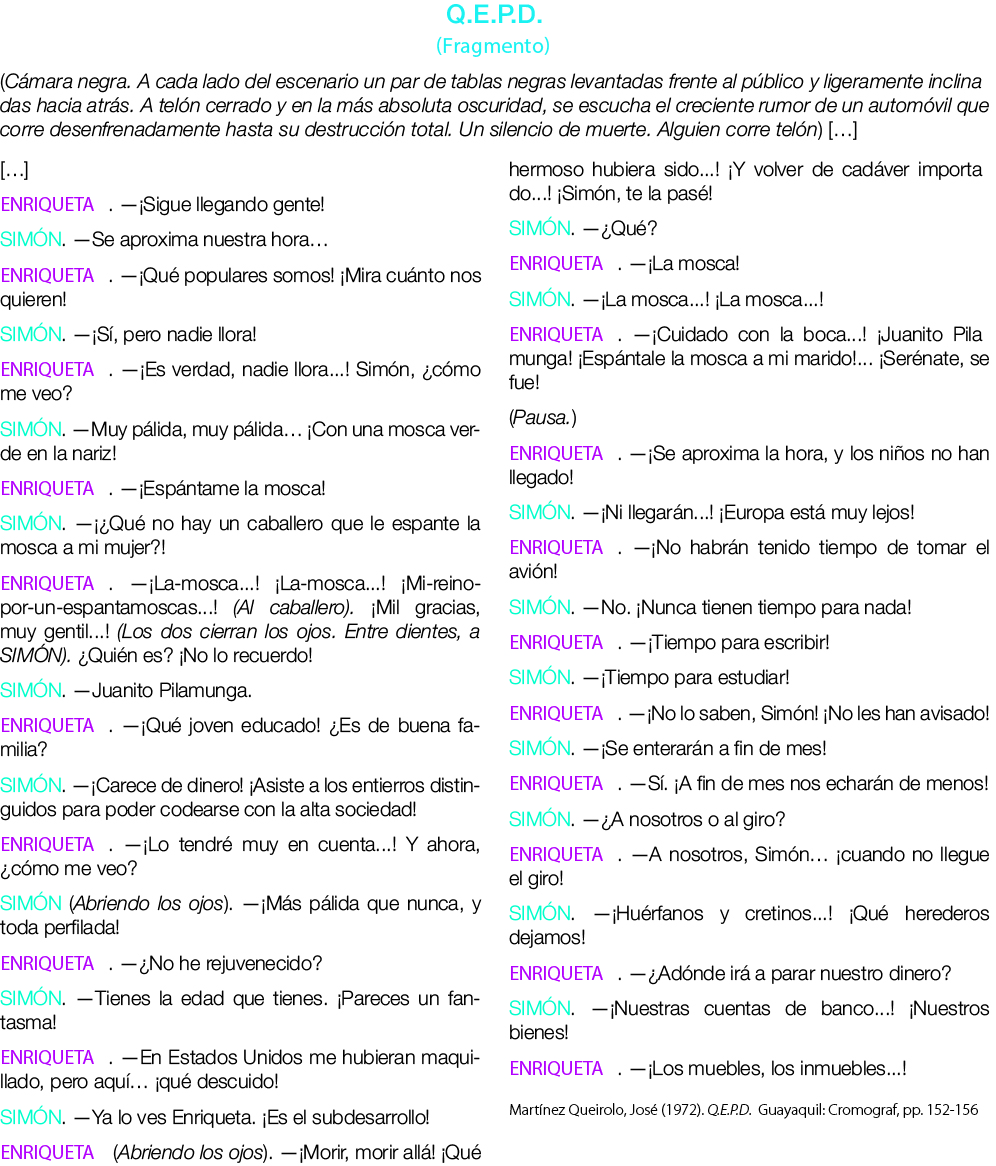 Q.E.P.D.
(Fragmento)
(Cámara negra. A cada lado del escenario un par de tablas negras levantadas frente al público y ligeramente inclina
das hacia atrás. A telón cerrado y en la más absoluta oscuridad, se escucha el creciente rumor de un automóvil que
corre desenfrenadamente hasta su destrucción total. Un silencio de muerte. Alguien corre telón) […]
[…]
ENRIQUETA . —¡Sigue llegando gente!
SIMÓN. —Se aproxima nuestra hora…
ENRIQUETA . —¡Qué populares somos! ¡Mira cuánto nos
quieren!
SIMÓN. —¡Sí, pero nadie llora!
ENRIQUETA . —¡Es verdad, nadie llora...! Simón, ¿cómo
me veo?
SIMÓN. —Muy pálida, muy pálida… ¡Con una mosca ver-
de en la nariz!
ENRIQUETA . —¡Espántame la mosca!
SIMÓN. —¡¿Qué no hay un caballero que le espante la
mosca a mi mujer?!
ENRIQUETA . —¡La-mosca...! ¡La-mosca...! ¡Mi-reino-
por-un-espantamoscas...! (Al caballero). ¡Mil gracias,
muy gentil...! (Los dos cierran los ojos. Entre dientes, a
SIMÓN). ¿Quién es? ¡No lo recuerdo!
SIMÓN. —Juanito Pilamunga.
ENRIQUETA . —¡Qué joven educado! ¿Es de buena fa-
milia?
SIMÓN. —¡Carece de dinero! ¡Asiste a los entierros distin-
guidos para poder codearse con la alta sociedad!
ENRIQUETA . —¡Lo tendré muy en cuenta...! Y ahora,
¿cómo me veo?
SIMÓN (Abriendo los ojos). —¡Más pálida que nunca, y
toda perfilada!
ENRIQUETA . —¿No he rejuvenecido?
SIMÓN. —Tienes la edad que tienes. ¡Pareces un fan-
tasma!
ENRIQUETA . —En Estados Unidos me hubieran maqui-
llado, pero aquí… ¡qué descuido!
SIMÓN. —Ya lo ves Enriqueta. ¡Es el subdesarrollo!
ENRIQUETA (Abriendo los ojos). —¡Morir, morir allá! ¡Qué
hermoso hubiera sido...! ¡Y volver de cadáver importa
do...! ¡Simón, te la pasé!
SIMÓN. —¿Qué?
ENRIQUETA . —¡La mosca!
SIMÓN. —¡La mosca...! ¡La mosca...!
ENRIQUETA . —¡Cuidado con la boca...! ¡Juanito Pila
munga! ¡Espántale la mosca a mi marido!... ¡Serénate, se
fue!
(Pausa.)
ENRIQUETA . —¡Se aproxima la hora, y los niños no han
llegado!
SIMÓN. —¡Ni llegarán...! ¡Europa está muy lejos!
ENRIQUETA . —¡No habrán tenido tiempo de tomar el
avión!
SIMÓN. —No. ¡Nunca tienen tiempo para nada!
ENRIQUETA . —¡Tiempo para escribir!
SIMÓN. —¡Tiempo para estudiar!
ENRIQUETA . —¡No lo saben, Simón! ¡No les han avisado!
SIMÓN. —¡Se enterarán a fin de mes!
ENRIQUETA . —Sí. ¡A fin de mes nos echarán de menos!
SIMÓN. —¿A nosotros o al giro?
ENRIQUETA . —A nosotros, Simón… ¡cuando no llegue
el giro!
SIMÓN. —¡Huérfanos y cretinos...! ¡Qué herederos
dejamos!
ENRIQUETA . —¿Adónde irá a parar nuestro dinero?
SIMÓN. —¡Nuestras cuentas de banco...! ¡Nuestros
bienes!
ENRIQUETA . —¡Los muebles, los inmuebles...!
Martínez Queirolo, José (1972). Q.E.P.D. Guayaquil: Cromograf, pp. 152-156